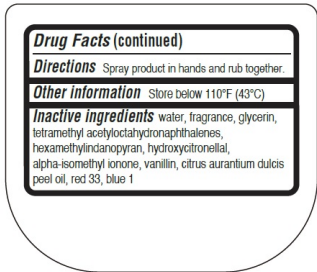 Drug Facts (continued)
Directions Spray product in hands and rub together.
Other information Store below 110°F (43°C)
Inactive ingredients water, fragrance, glycerin,
tetramethyl acetyloctahydronaphthalenes,
hexamethylindanopyran, hydroxycitronellal,
alpha-isomethyl ionone, vanillin, citrus aurantium dulcis
peel oil, red 33, blue 1